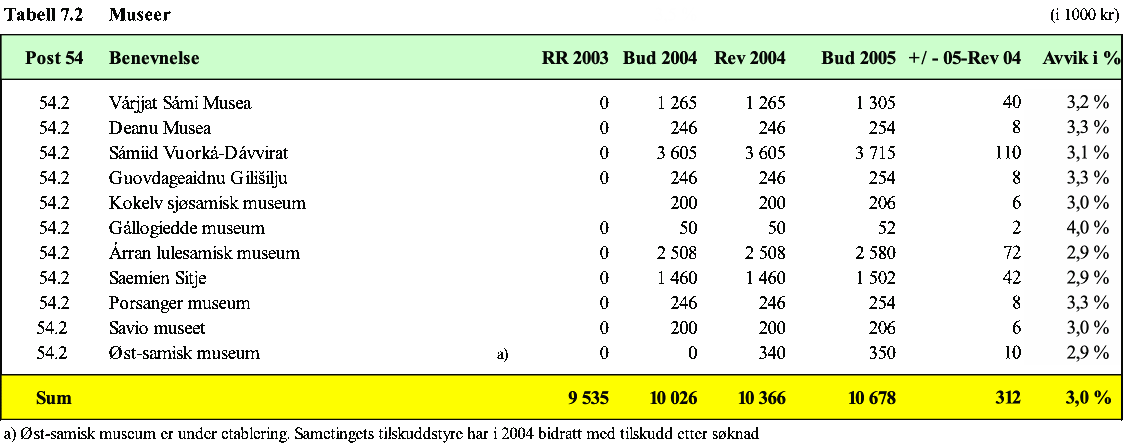 Tabell 7.2 Museer (i 1000 kr)
Post 54 Benevnelse RR 2003 Bud 2004 Rev 2004 Bud 2005 +/ - 05-Rev 04 Avvik i %
54.2 Várjjat Sámi Musea 0 1 265 1 265 1 305 40 3,2 %
54.2 Deanu Musea 0 246 246 254 8 3,3 %
54.2 Sámiid Vuorká-Dávvirat 0 3 605 3 605 3 715 110 3,1 %
54.2 Guovdageaidnu Gilišilju 0 246 246 254 8 3,3 %
54.2 Kokelv sjøsamisk museum 200 200 206 6 3,0 %
54.2 Gállogiedde museum 0 50 50 52 2 4,0 %
54.2 Árran lulesamisk museum 0 2 508 2 508 2 580 72 2,9 %
54.2 Saemien Sitje 0 1 460 1 460 1 502 42 2,9 %
54.2 Porsanger museum 0 246 246 254 8 3,3 %
54.2 Savio museet 0 200 200 206 6 3,0 %
54.2 Øst-samisk museum a) 0 0 340 350 10 2,9 %
Sum 9 535 10 026 10 366 10 678 312 3,0 %
a) Øst-samisk museum er under etablering. Sametingets tilskuddstyre har i 2004 bidratt med tilskudd etter søknad